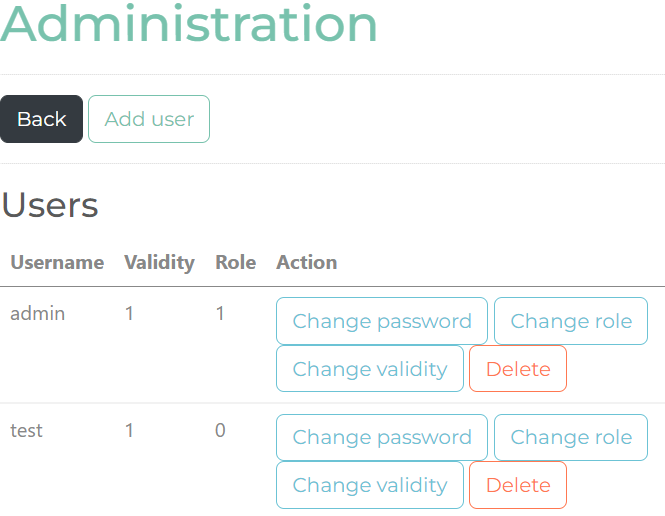 Administration
Back Add user
Users
Username Validity Role Action
admin 1 1 Change password Change role
Change validity Delete
test 1 0 Change password Change role
Change validity Delete